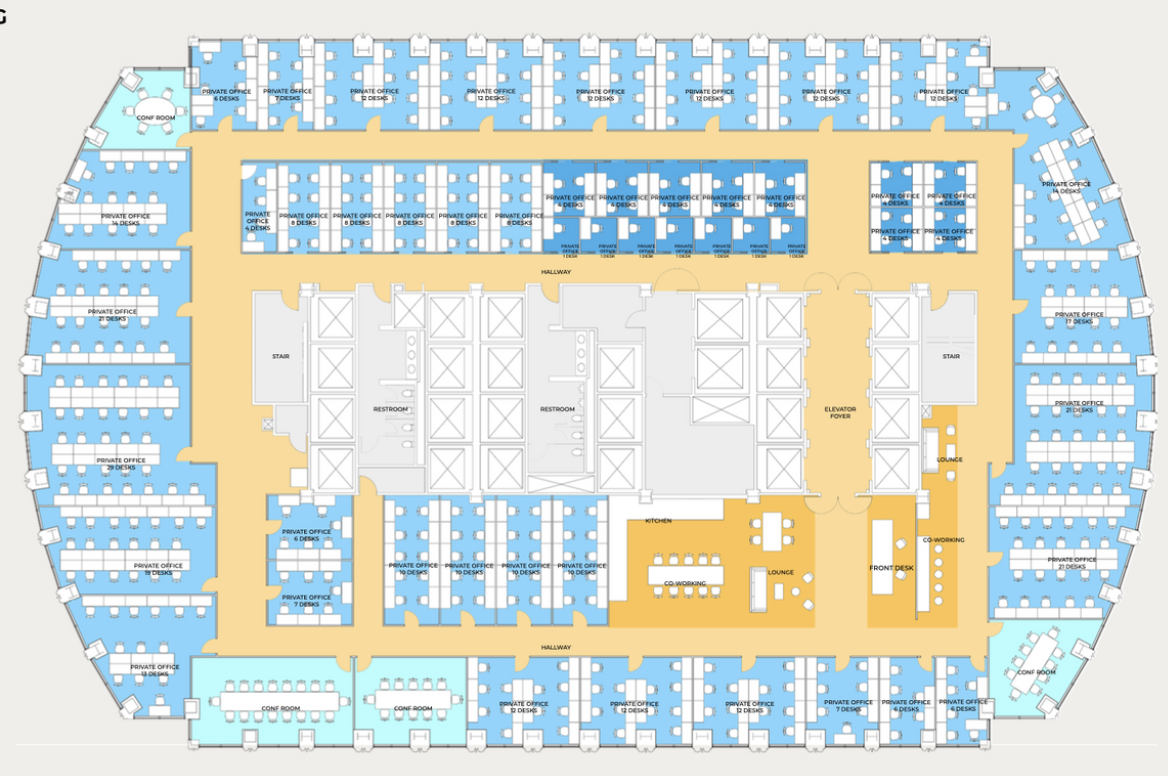 G
PRIVATE OFFICE
6 DESKS
PRIVATE OFFICE
7 DESKS
PRIVATE OFFICE
12 DESKS
PRIVATE OFFICE
12 DESKS
PRIVATE OFFICE
12 DESKS
PRIVATE OFFICE
12 DESKS
PRIVATE OFFICE
12 DESKS
PRIVATE OFFICE
12 DESKS
CONF ROOM
PRIVATE OFFICE
14 DESKS
PRIVATE OFFICE
14 DESKS
PRIVATE
OFFICE
4 DESKS
PRIVATE OFFICE
8 DESKS
PRIVATE OFFICE
8 DESKS
PRIVATE OFFICE
8 DESKS
PRIVATE OFFICE
8 DESKS
PRIVATE OFFICE
8 DESKS
PRIVATE OFFICE
4 DESKS
PRIVATE OFFICE
4 DESKS
PRIVATE OFFICE
4 DESKS
PRIVATE OFFICE
4 DESKS
PRIVATE OFFICE
4 DESKS
PRIVATE OFFICE
4 DESKS
PRIVATE OFFICE
4 DESKS
PRIVATE OFFICE
4 DESKS
PRIVATE OFFICE
4 DESKS
PRIVATE
OFFICE
1 DESK
PRIVATE
OFFICE
1 DESK
PRIVATE
OFFICE
1 DESK
PRIVATE
OFFICE
1 DESK
PRIVATE
OFFICE
1 DESK
PRIVATE
OFFICE
1 DESK
PRIVATE
OFFICE
1 DESK
HALLWAY
PRIVATE OFFICE
21 DESKS
PRIVATE OFFICE
17 DESKS
STAIR
STAIR
RESTROOM
RESTROOM
ELEVATOR
FOYER
PRIVATE OFFICE
21 DESKS
PRIVATE OFFICE
29 DESKS
LOUNGE
KITCHEN
PRIVATE OFFICE
6 DESKS
CO-WORKING
PRIVATE OFFICE
19 DESKS
PRIVATE OFFICE
10 DESKS
PRIVATE OFFICE
10 DESKS
PRIVATE OFFICE
10 DESKS
PRIVATE OFFICE
10 DESKS
CO-WORKING
LOUNGE
FRONT DESK
PRIVATE OFFICE
21 DESKS
PRIVATE OFFICE
7 DESKS
HALLWAY
PRIVATE OFFICE
13 DESKS
CONF ROOM
CONF ROOM
CONF ROOM
PRIVATE OFFICE
12 DESKS
PRIVATE OFFICE
12 DESKS
PRIVATE OFFICE
12 DESKS
PRIVATE OFFICE
7 DESKS
PRIVATE OFFICE
6 DESKS
PRIVATE OFFICE
6 DESKS